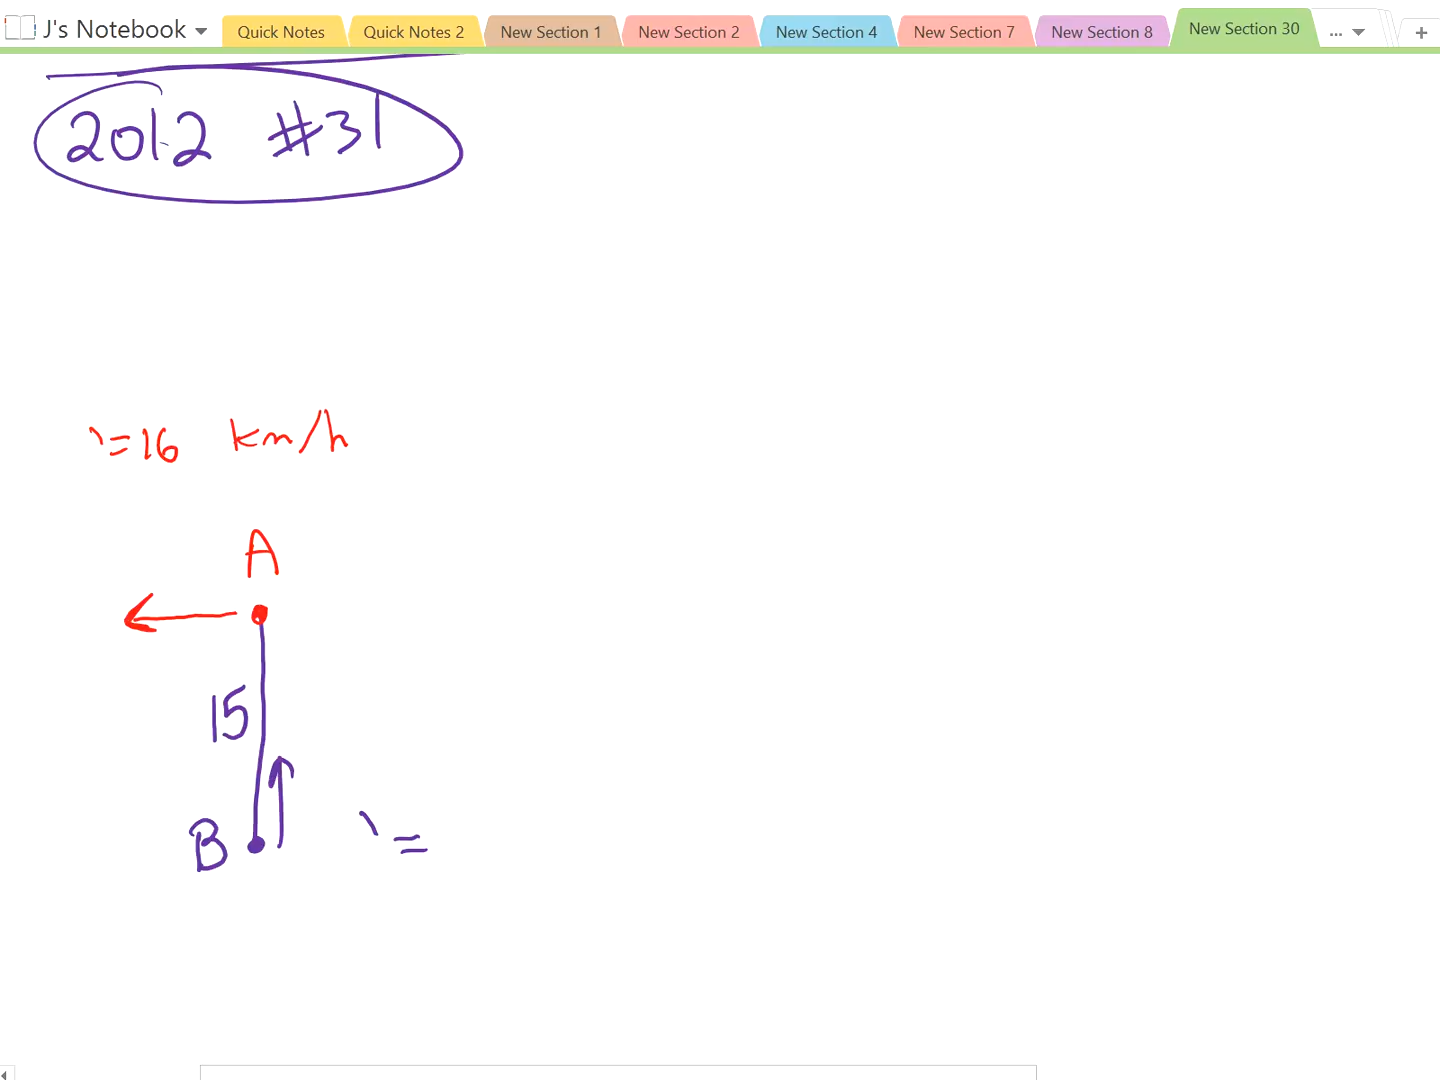 J's Notebook Quick Notes Quick Notes 2 New Section 1 New Section 2 New Section 4 New Section 7 New Section 8 New Section 30 ... +
2012 #31
` = 16 km/h
A
15
B ` =